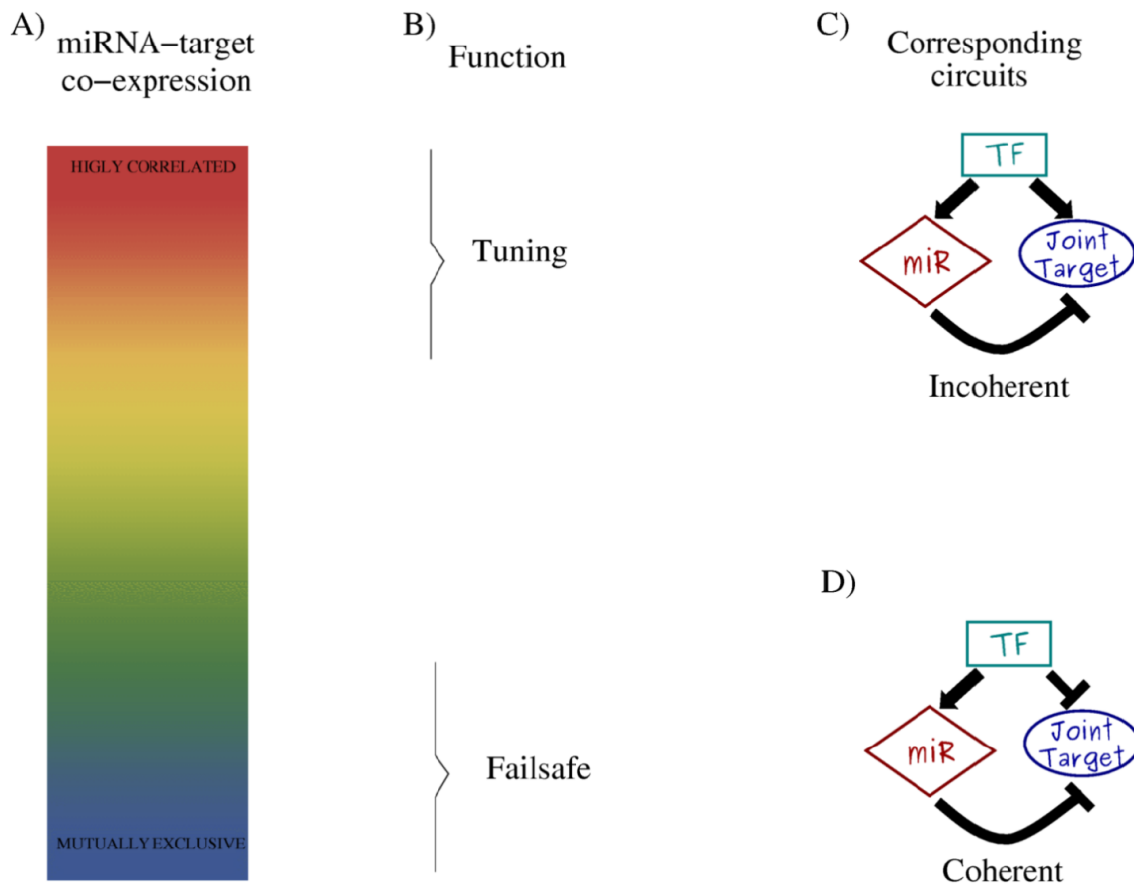 A)
miRNA–target
co–expression
HIGLY CORRELATED
MUTUALLY EXCLUSIVE
B)
Function
Tuning
Failsafe
C)
Corresponding
circuits
TF
miR
Joint
Target
Incoherent
D)
TF
miR
Joint
Target
Coherent